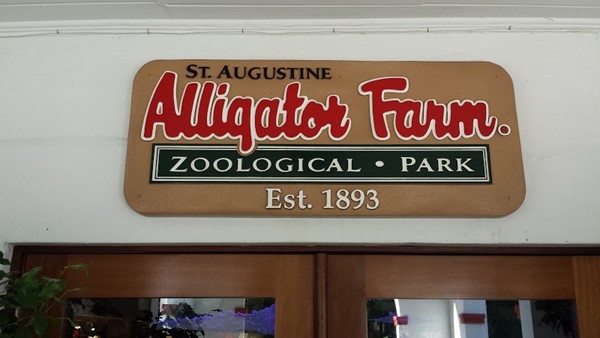 St. Augustine
Alligator Farm.
Zoological • Park
Est. 1893